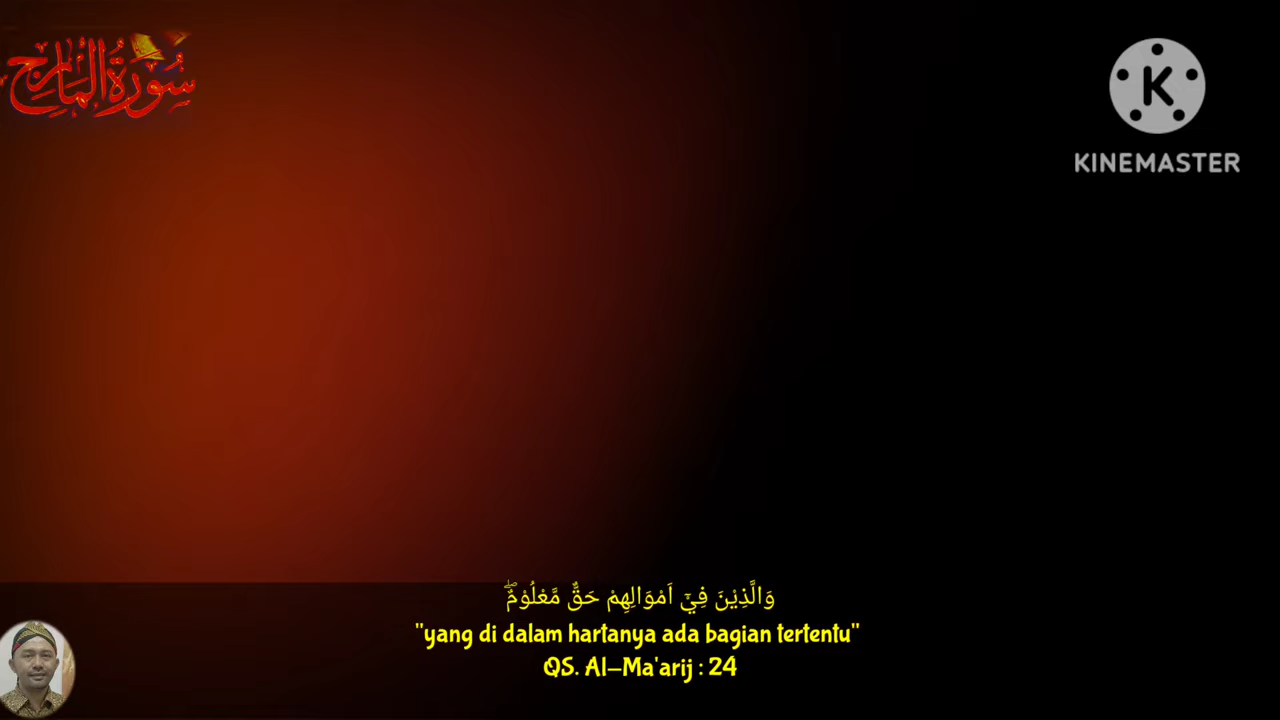 سُورَةُ المَعَارِج
K
KINEMASTER
وَالَّذِيْنَ فِيْٓ اَمْوَالِهِمْ حَقٌّ مَّعْلُوْمٌۖ
"yang di dalam hartanya ada bagian tertentu"
QS. Al-Ma'arij : 24